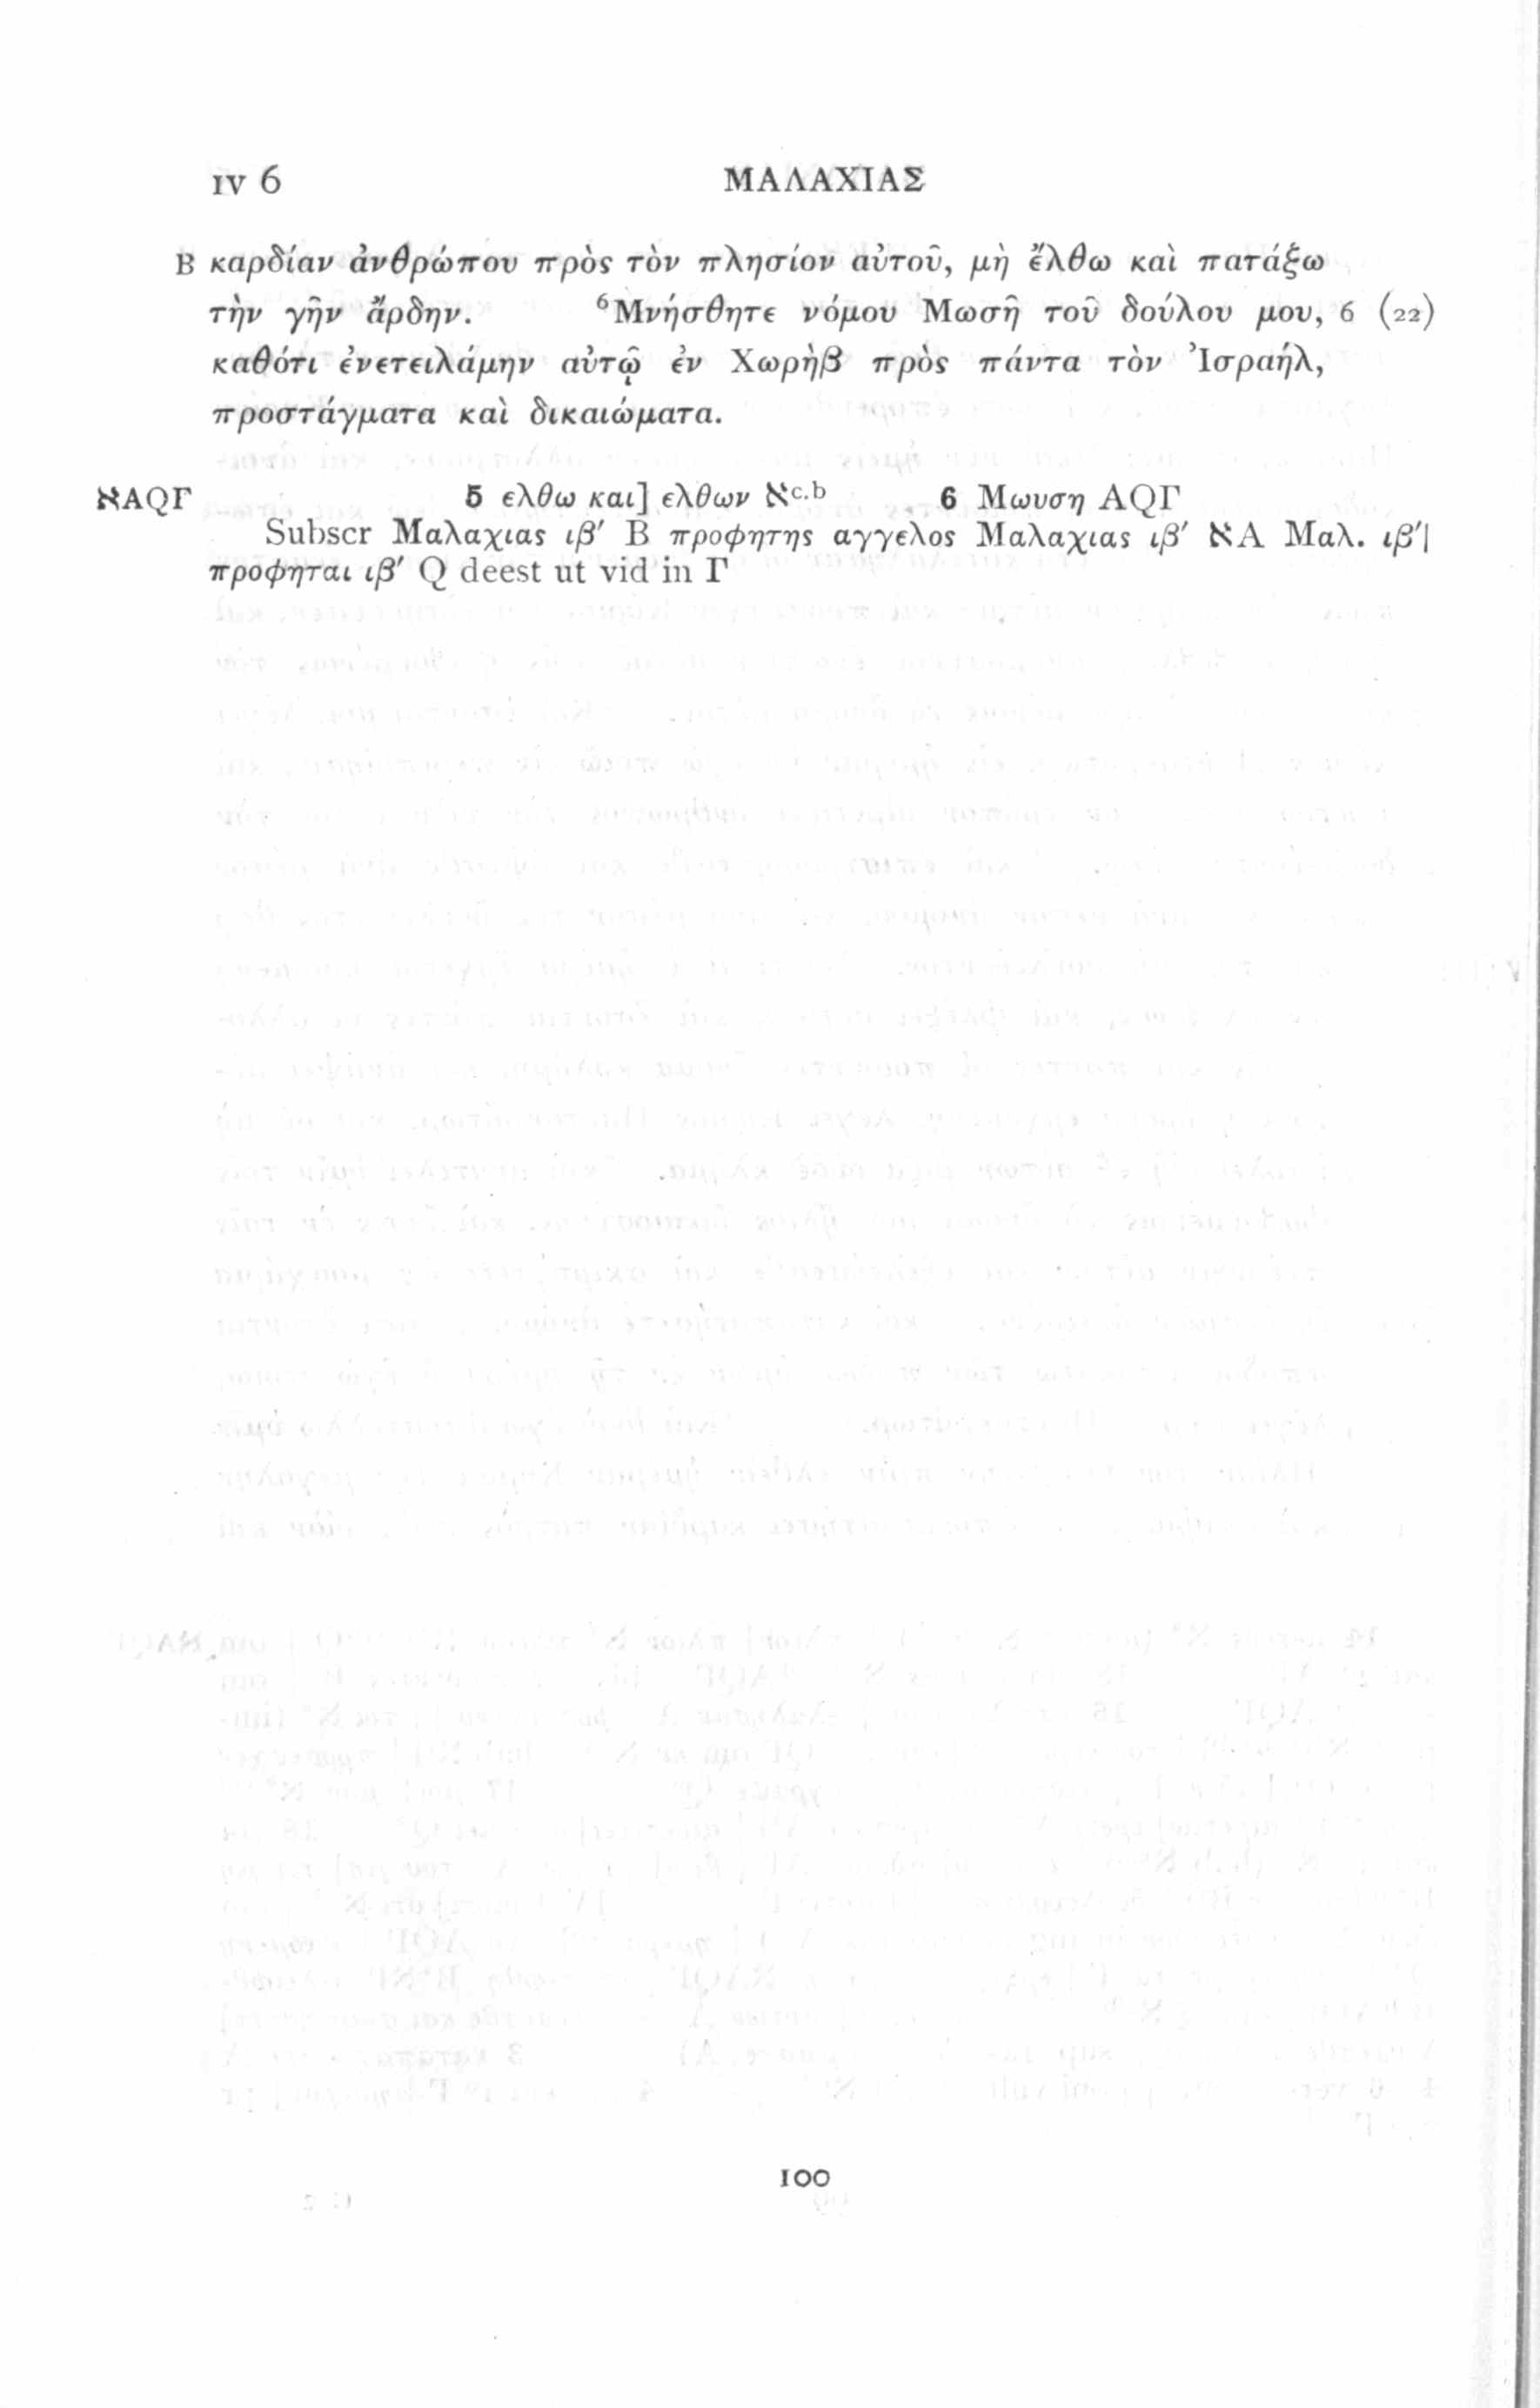 IV 6 ΜΑΛΑΧΙΑΣ
B καρδίαν ἀνθρώπου πρὸς τὸν πλησίον αὐτοῦ, μὴ ἔλθω καὶ πατάξω
τὴν γῆν ἄρδην. ⁶Μνήσθητε νόμου Μωσῆ τοῦ δούλου μου, 6 (22)
καθότι ἐνετειλάμην αὐτῷ ἐν Χωρὴβ πρὸς πάντα τὸν Ἰσραήλ,
προστάγματα καὶ δικαιώματα.
אAQΓ 5 ελθω και] ελθων אᶜ·ᵇ 6 Μωυση AQΓ
Subscr Μαλαχιας ιβ′ B προφητης αγγελος Μαλαχιας ιβ′ אA Μαλ. ιβ′|
προφηται ιβ′ Q deest ut vid in Γ
100